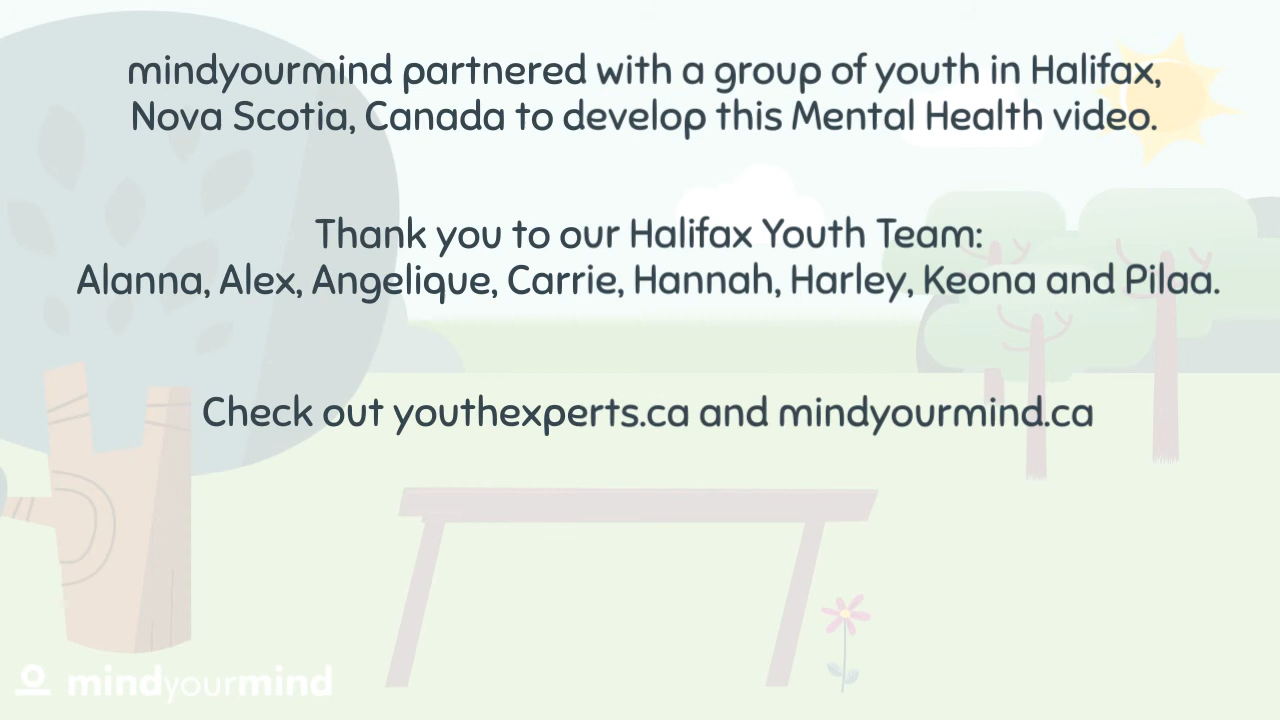 mindyourmind partnered with a group of youth in Halifax,
Nova Scotia, Canada to develop this Mental Health video.
Thank you to our Halifax Youth Team:
Alanna, Alex, Angelique, Carrie, Hannah, Harley, Keona and Pilaa.
Check out youthexperts.ca and mindyourmind.ca
mindyourmind